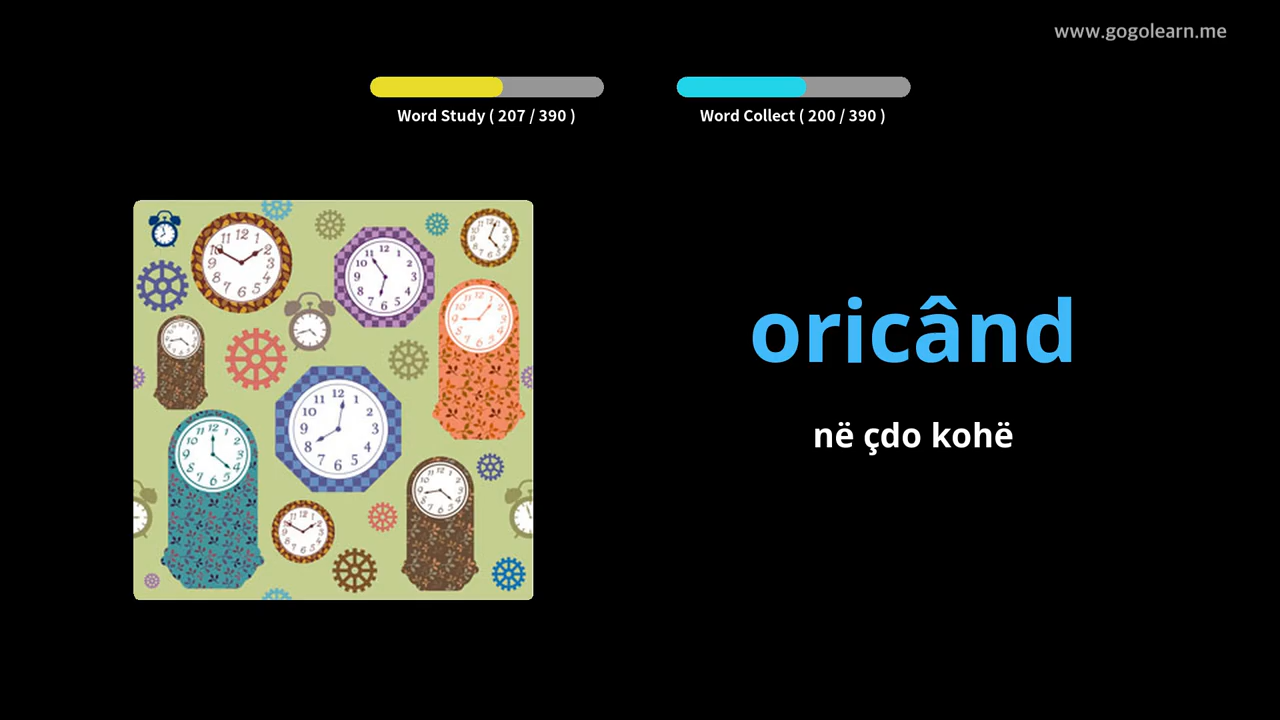 www.gogolearn.me
Word Study ( 207 / 390 )
Word Collect ( 200 / 390 )
oricând
në çdo kohë